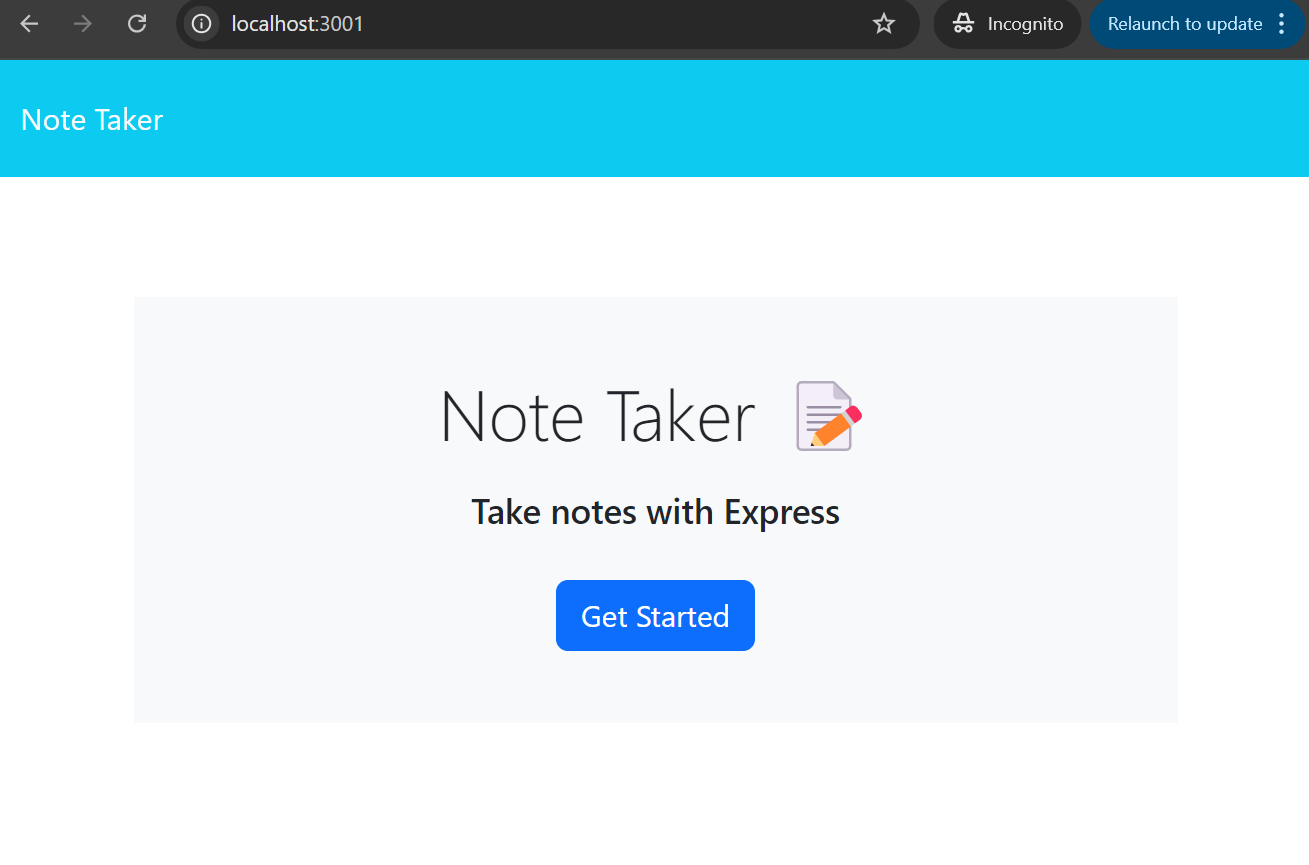 localhost:3001
Incognito
Relaunch to update
Note Taker
Note Taker
Take notes with Express
Get Started